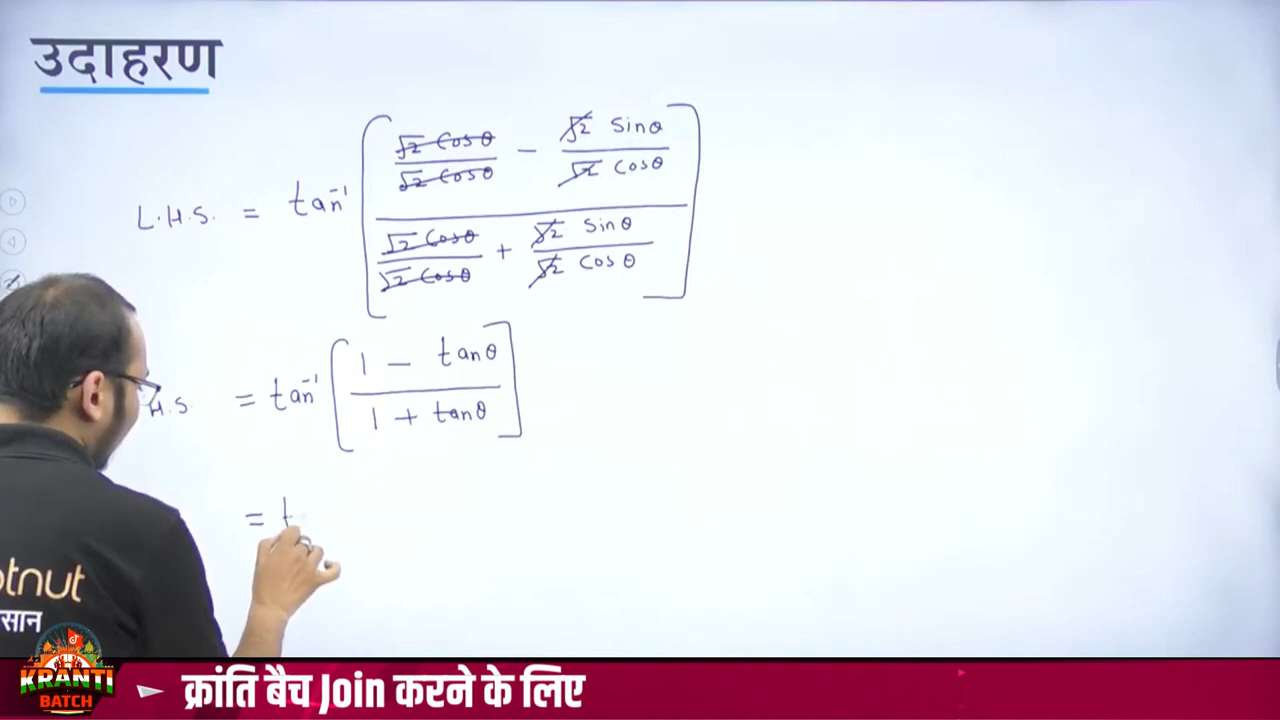 उदाहरण
√2 Cosθ/√2 Cosθ − √2 Sinθ/√2 Cosθ
L.H.S. = tan⁻¹
√2 Cosθ/√2 Cosθ + √2 Sinθ/√2 Cosθ
1 − tanθ
H.S. = tan⁻¹
1 + tanθ
= t
otnut
सान
KRANTI
BATCH
क्रांति बैच Join करने के लिए